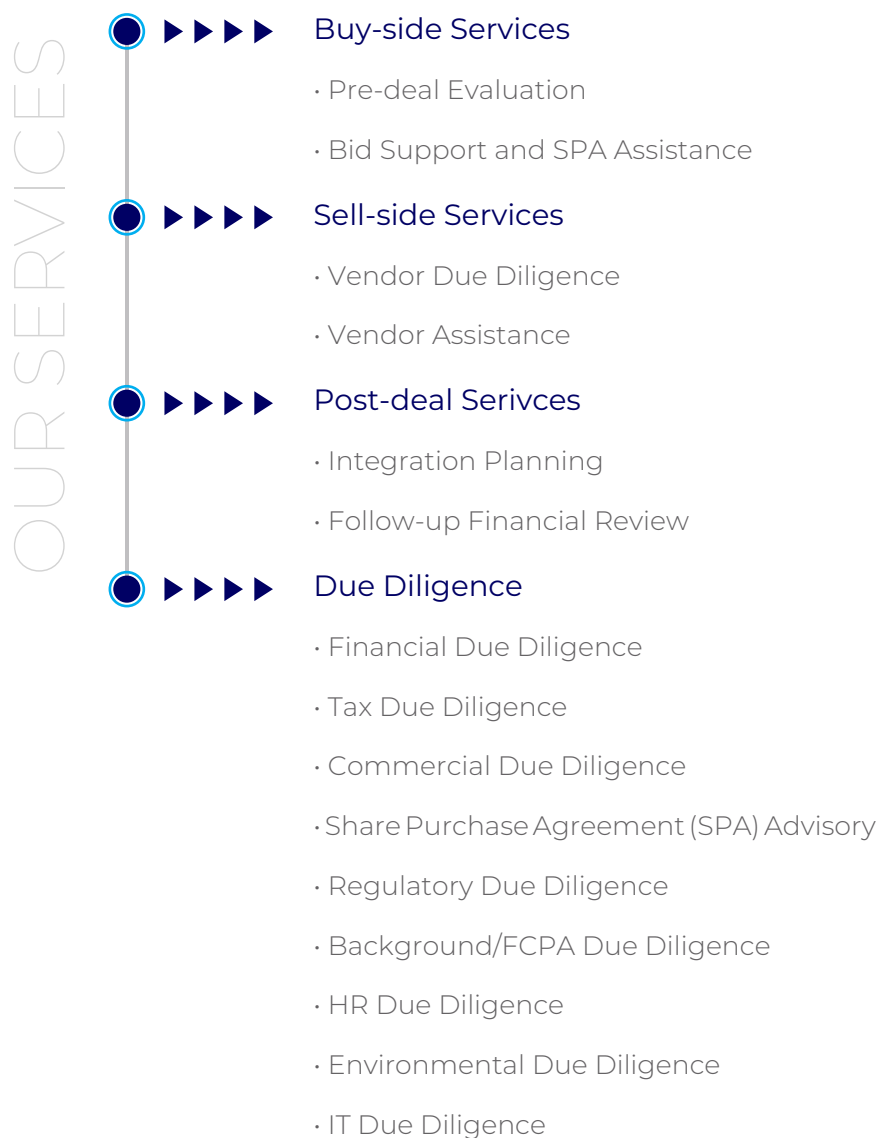 OUR SERVICES
Buy-side Services
· Pre-deal Evaluation
· Bid Support and SPA Assistance
Sell-side Services
· Vendor Due Diligence
· Vendor Assistance
Post-deal Serivces
· Integration Planning
· Follow-up Financial Review
Due Diligence
· Financial Due Diligence
· Tax Due Diligence
· Commercial Due Diligence
· Share Purchase Agreement (SPA) Advisory
· Regulatory Due Diligence
· Background/FCPA Due Diligence
· HR Due Diligence
· Environmental Due Diligence
· IT Due Diligence